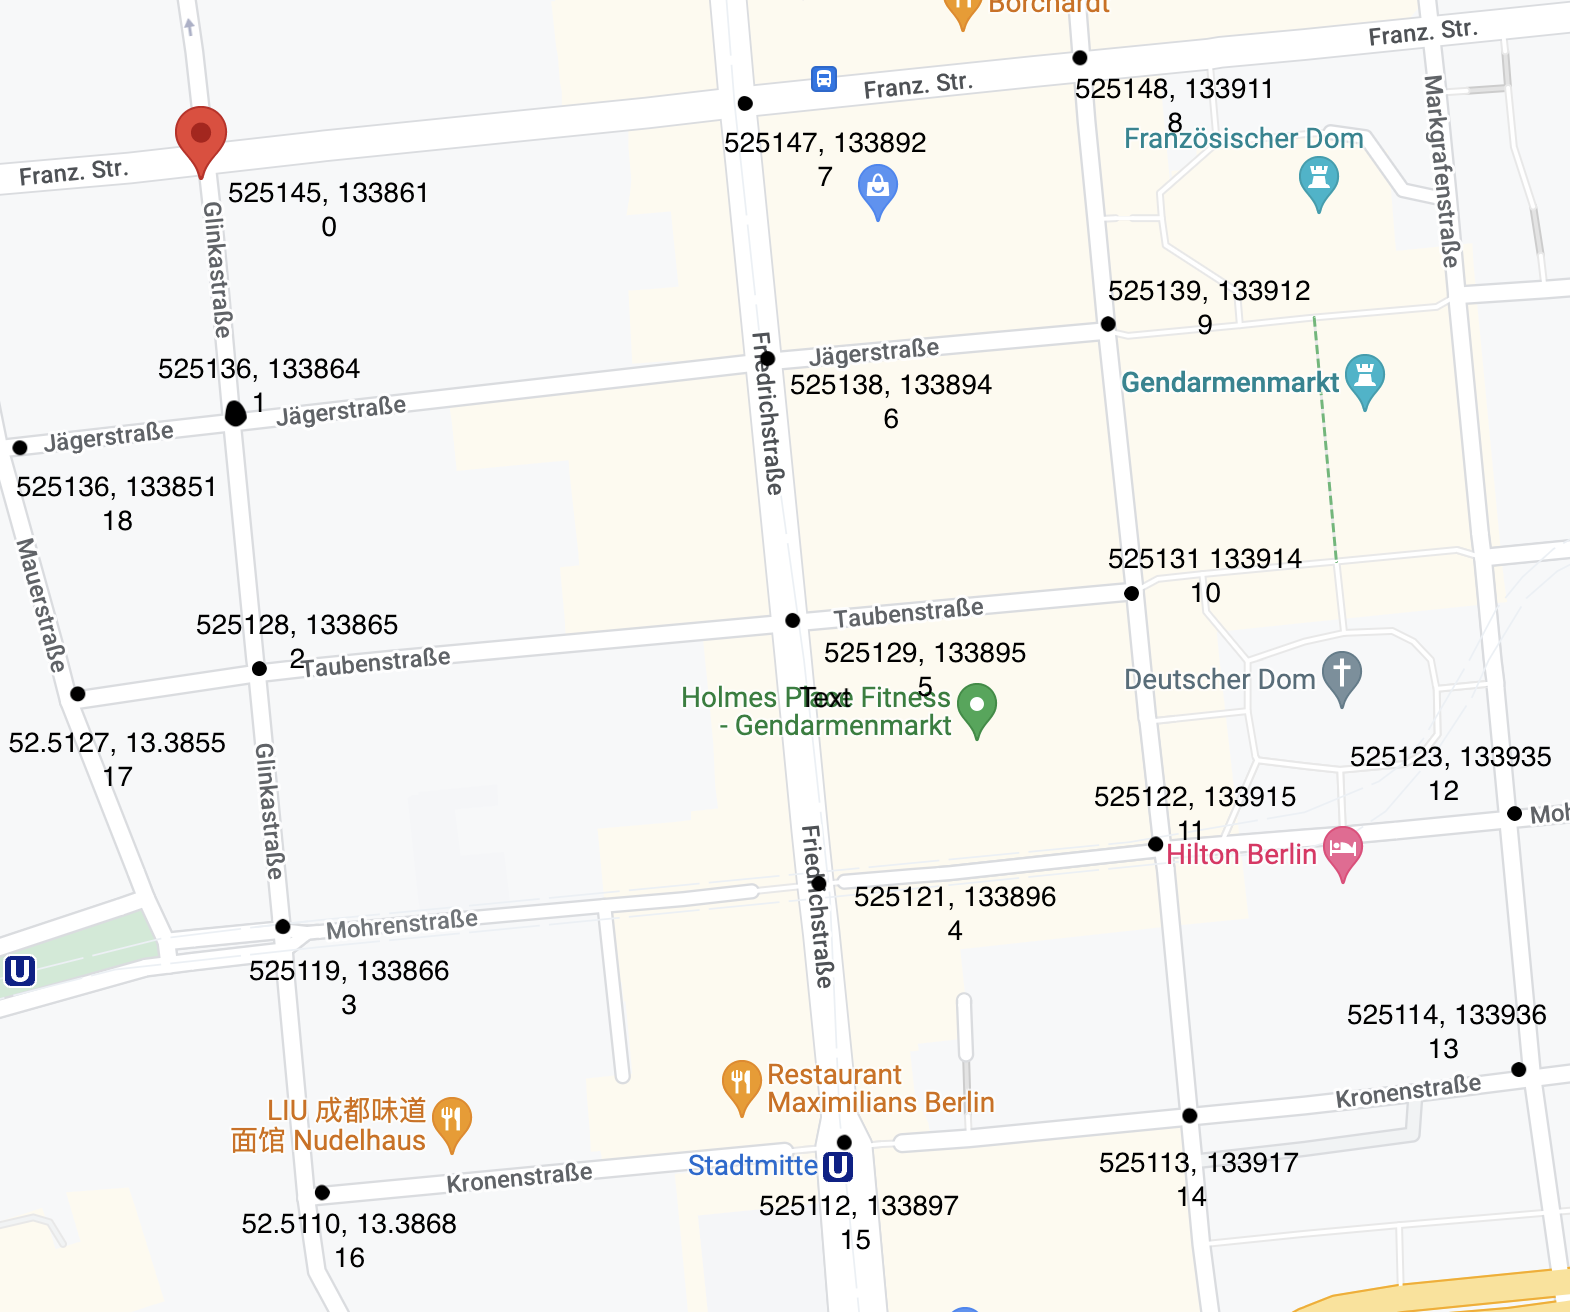 Borchardt
Franz. Str.
Franz. Str.
525148, 133911
8
Markgrafenstraße
Französischer Dom
525147, 133892
7
Franz. Str.
525145, 133861
0
Glinkastraße
525139, 133912
9
Friedrichstraße
Jägerstraße
525138, 133894
6
Gendarmenmarkt
525136, 133864
1
Jägerstraße
Jägerstraße
525136, 133851
18
Mauerstraße
525131 133914
10
Taubenstraße
525128, 133865
2
Taubenstraße
525129, 133895
5
Text
Holmes Place Fitness
- Gendarmenmarkt
Deutscher Dom
52.5127, 13.3855
17
Glinkastraße
525123, 133935
12
525122, 133915
11
Moh
Hilton Berlin
Friedrichstraße
525121, 133896
4
Mohrenstraße
525119, 133866
3
U
525114, 133936
13
Restaurant
Maximilians Berlin
Kronenstraße
LIU 成都味道
面馆 Nudelhaus
Kronenstraße
Stadtmitte U
525113, 133917
14
525112, 133897
15
52.5110, 13.3868
16